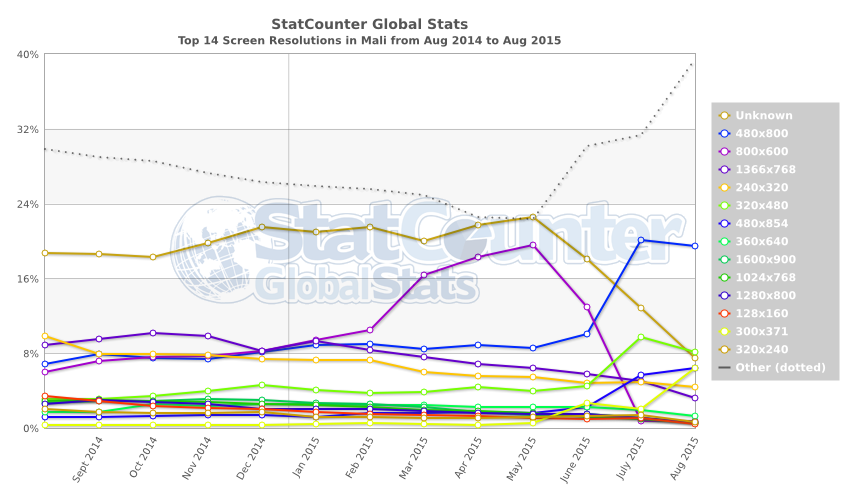 StatCounter Global Stats
Top 14 Screen Resolutions in Mali from Aug 2014 to Aug 2015
40%
32%
24%
16%
8%
0%
StatCounter
GlobalStats
Sept 2014
Oct 2014
Nov 2014
Dec 2014
Jan 2015
Feb 2015
Mar 2015
Apr 2015
May 2015
June 2015
July 2015
Aug 2015
Unknown
480x800
800x600
1366x768
240x320
320x480
480x854
360x640
1600x900
1024x768
1280x800
128x160
300x371
320x240
Other (dotted)